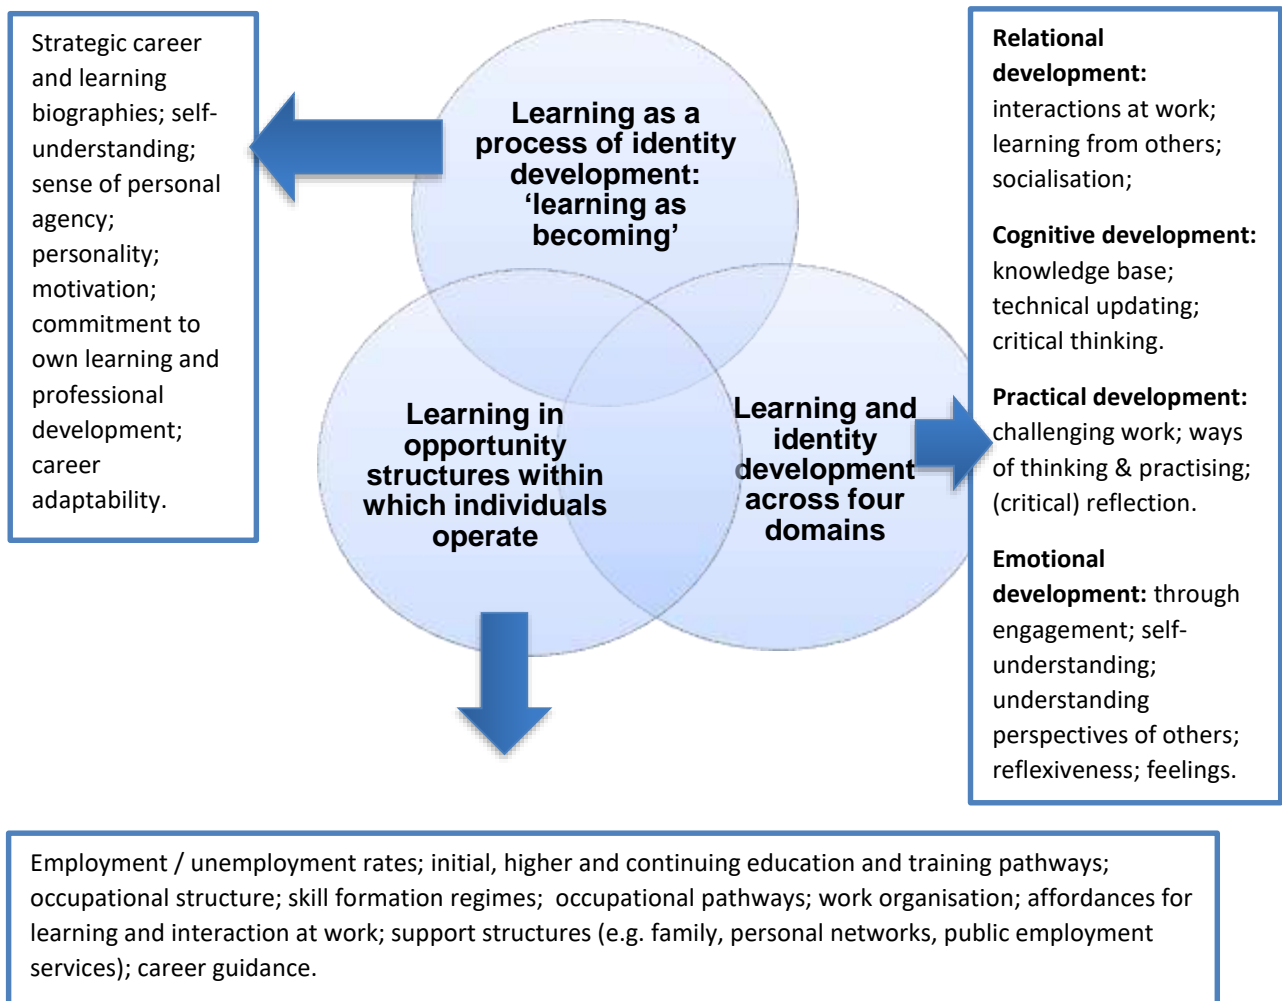 Strategic career
and learning
biographies; self-
understanding;
sense of personal
agency;
personality;
motivation;
commitment to
own learning and
professional
development;
career
adaptability.
Learning as a
process of identity
development:
‘learning as
becoming’
Learning in
opportunity
structures within
which individuals
operate
Learning and
identity
development
across four
domains
Relational
development:
interactions at work;
learning from others;
socialisation;
Cognitive development:
knowledge base;
technical updating;
critical thinking.
Practical development:
challenging work; ways
of thinking & practising;
(critical) reflection.
Emotional
development: through
engagement; self-
understanding;
understanding
perspectives of others;
reflexiveness; feelings.
Employment / unemployment rates; initial, higher and continuing education and training pathways;
occupational structure; skill formation regimes; occupational pathways; work organisation; affordances for
learning and interaction at work; support structures (e.g. family, personal networks, public employment
services); career guidance.